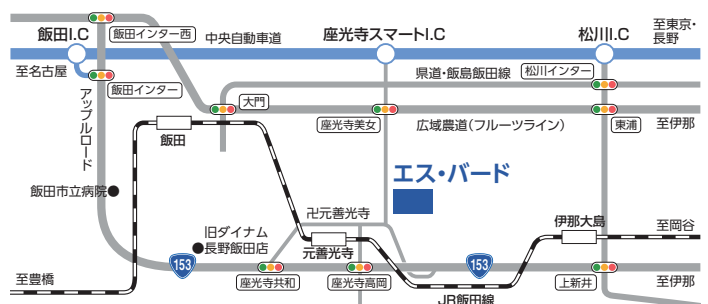 飯田I.C
飯田インター西
中央自動車道
座光寺スマートI.C
松川I.C
至東京・
長野
至名古屋
飯田インター
県道・飯島飯田線
松川インター
大門
アップルロード
飯田
座光寺美女
広域農道(フルーツライン)
東浦
至伊那
エス・バード
飯田市立病院
卍元善光寺
伊那大島
至岡谷
旧ダイナム
長野飯田店
元善光寺
153
153
至豊橋
座光寺共和
座光寺高岡
上新井
至伊那
JR飯田線